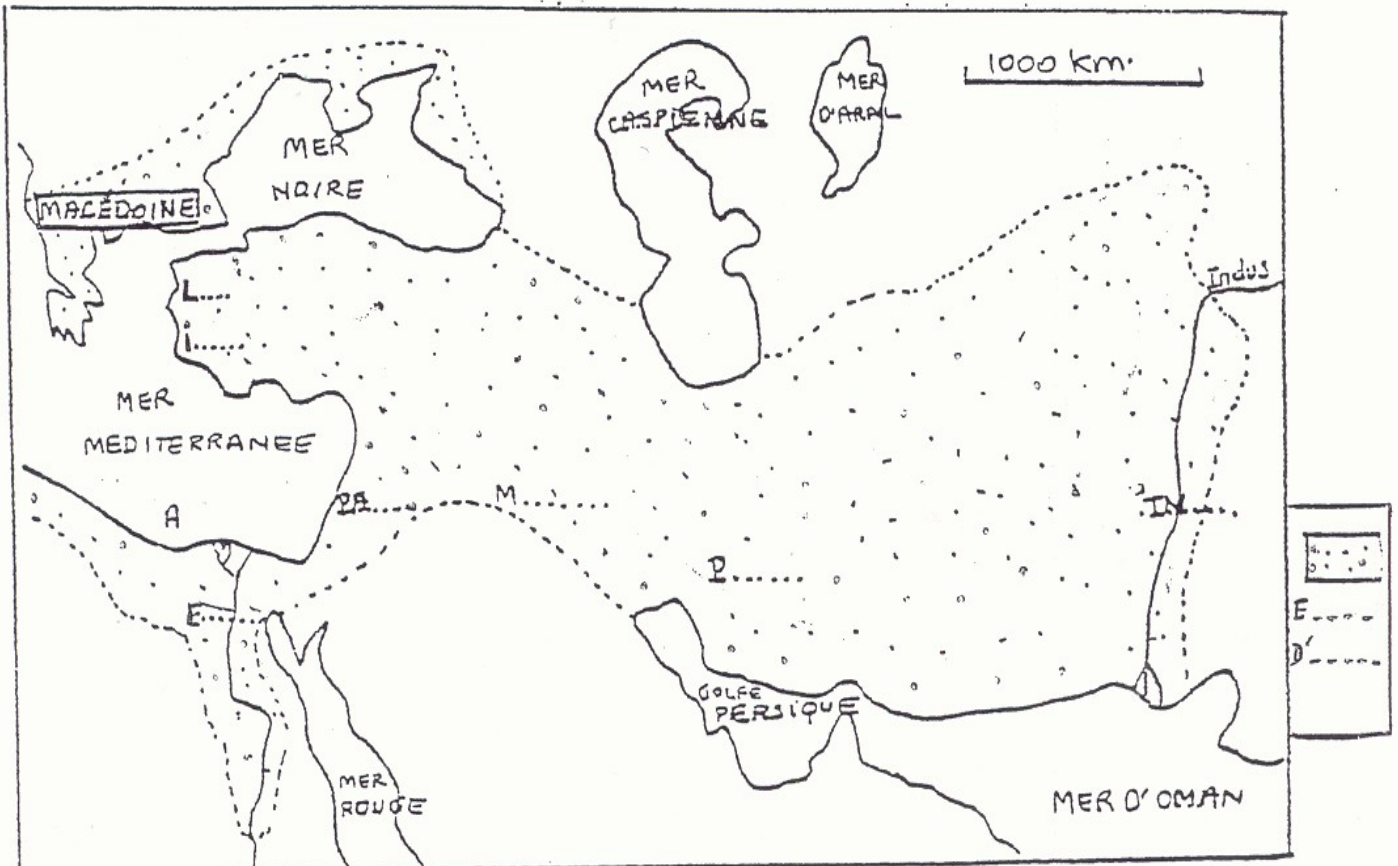 1000 km.
MER
CASPIENNE
MER
D'ARAL
MER
NOIRE
MACÉDOINE
Indus
L....
i......
MER
MEDITERRANEE
A
PA......
M........
IN.....
P......
E......
E....
D'....
GOLFE
PERSIQUE
MER
ROUGE
MER D'OMAN